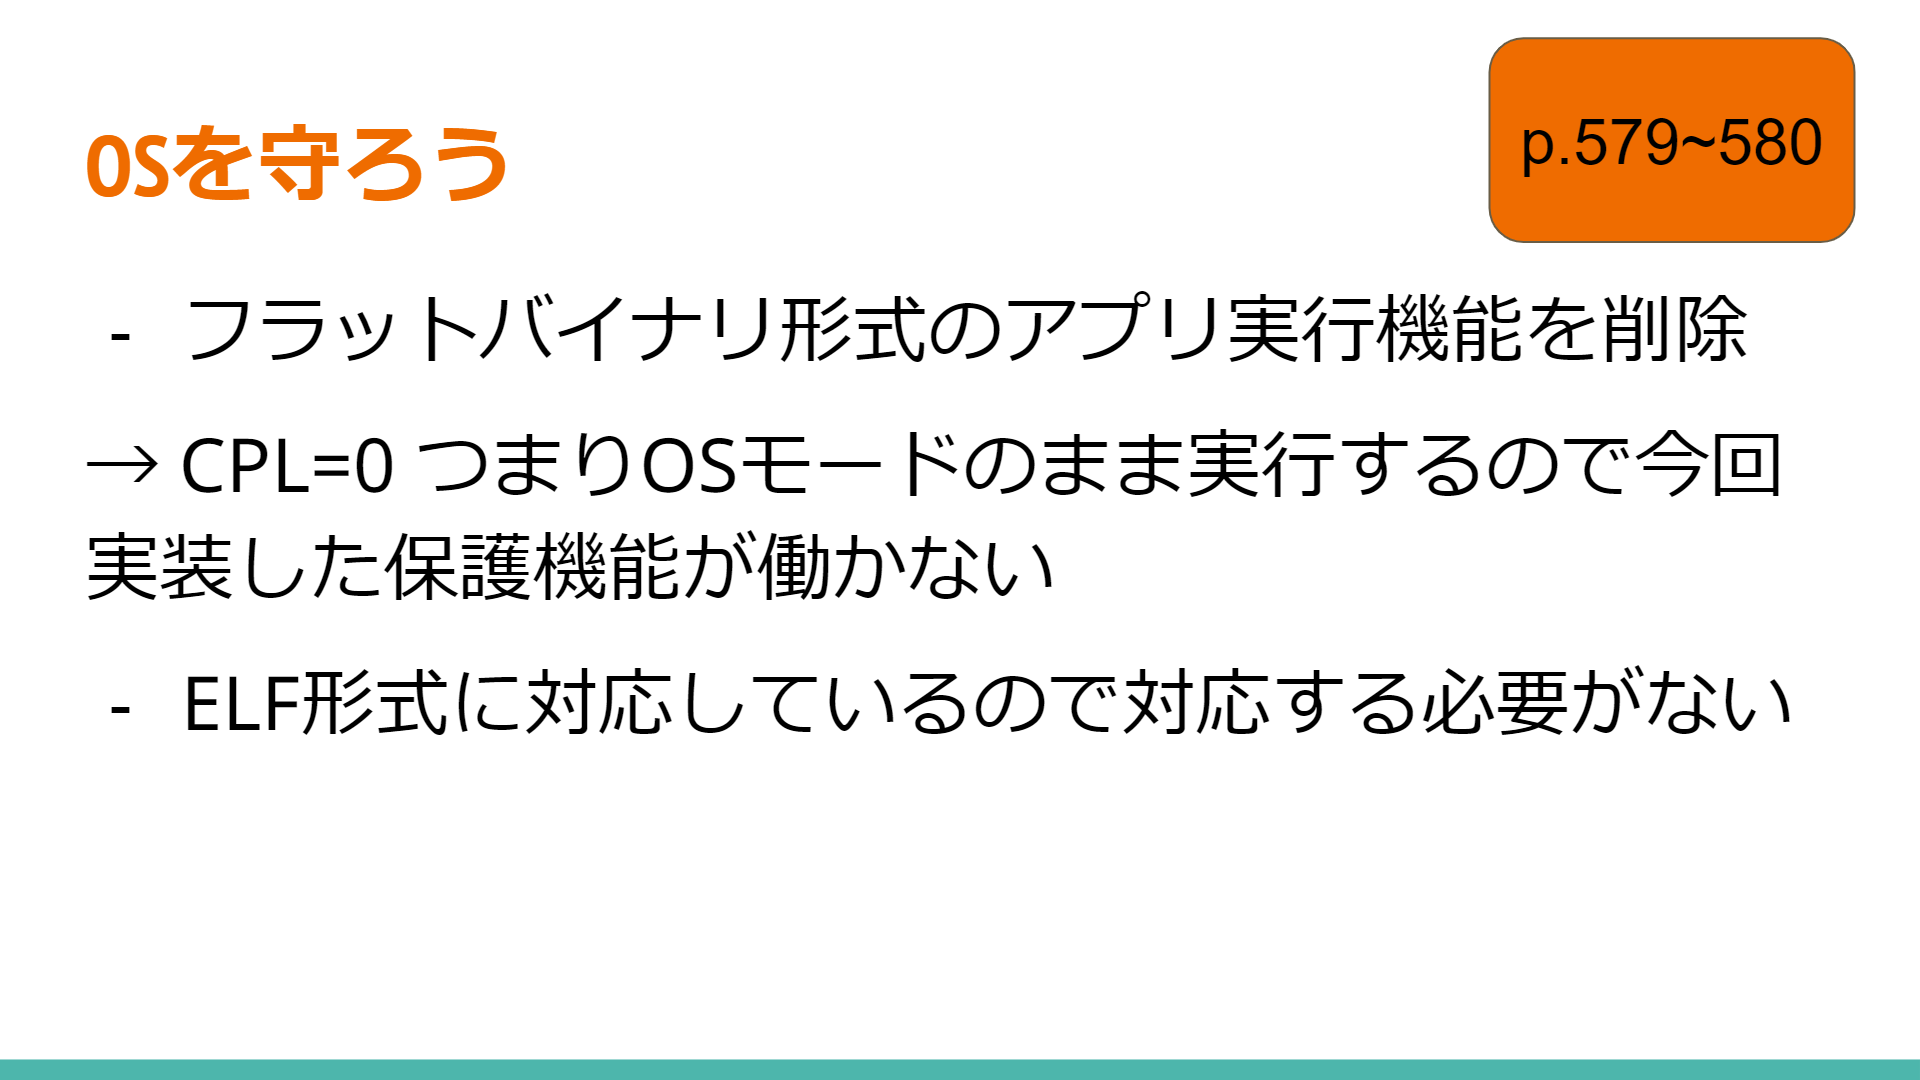 OSを守ろう
p.579~580
- フラットバイナリ形式のアプリ実行機能を削除
→ CPL=0 つまりOSモードのまま実行するので今回
実装した保護機能が働かない
- ELF形式に対応しているので対応する必要がない